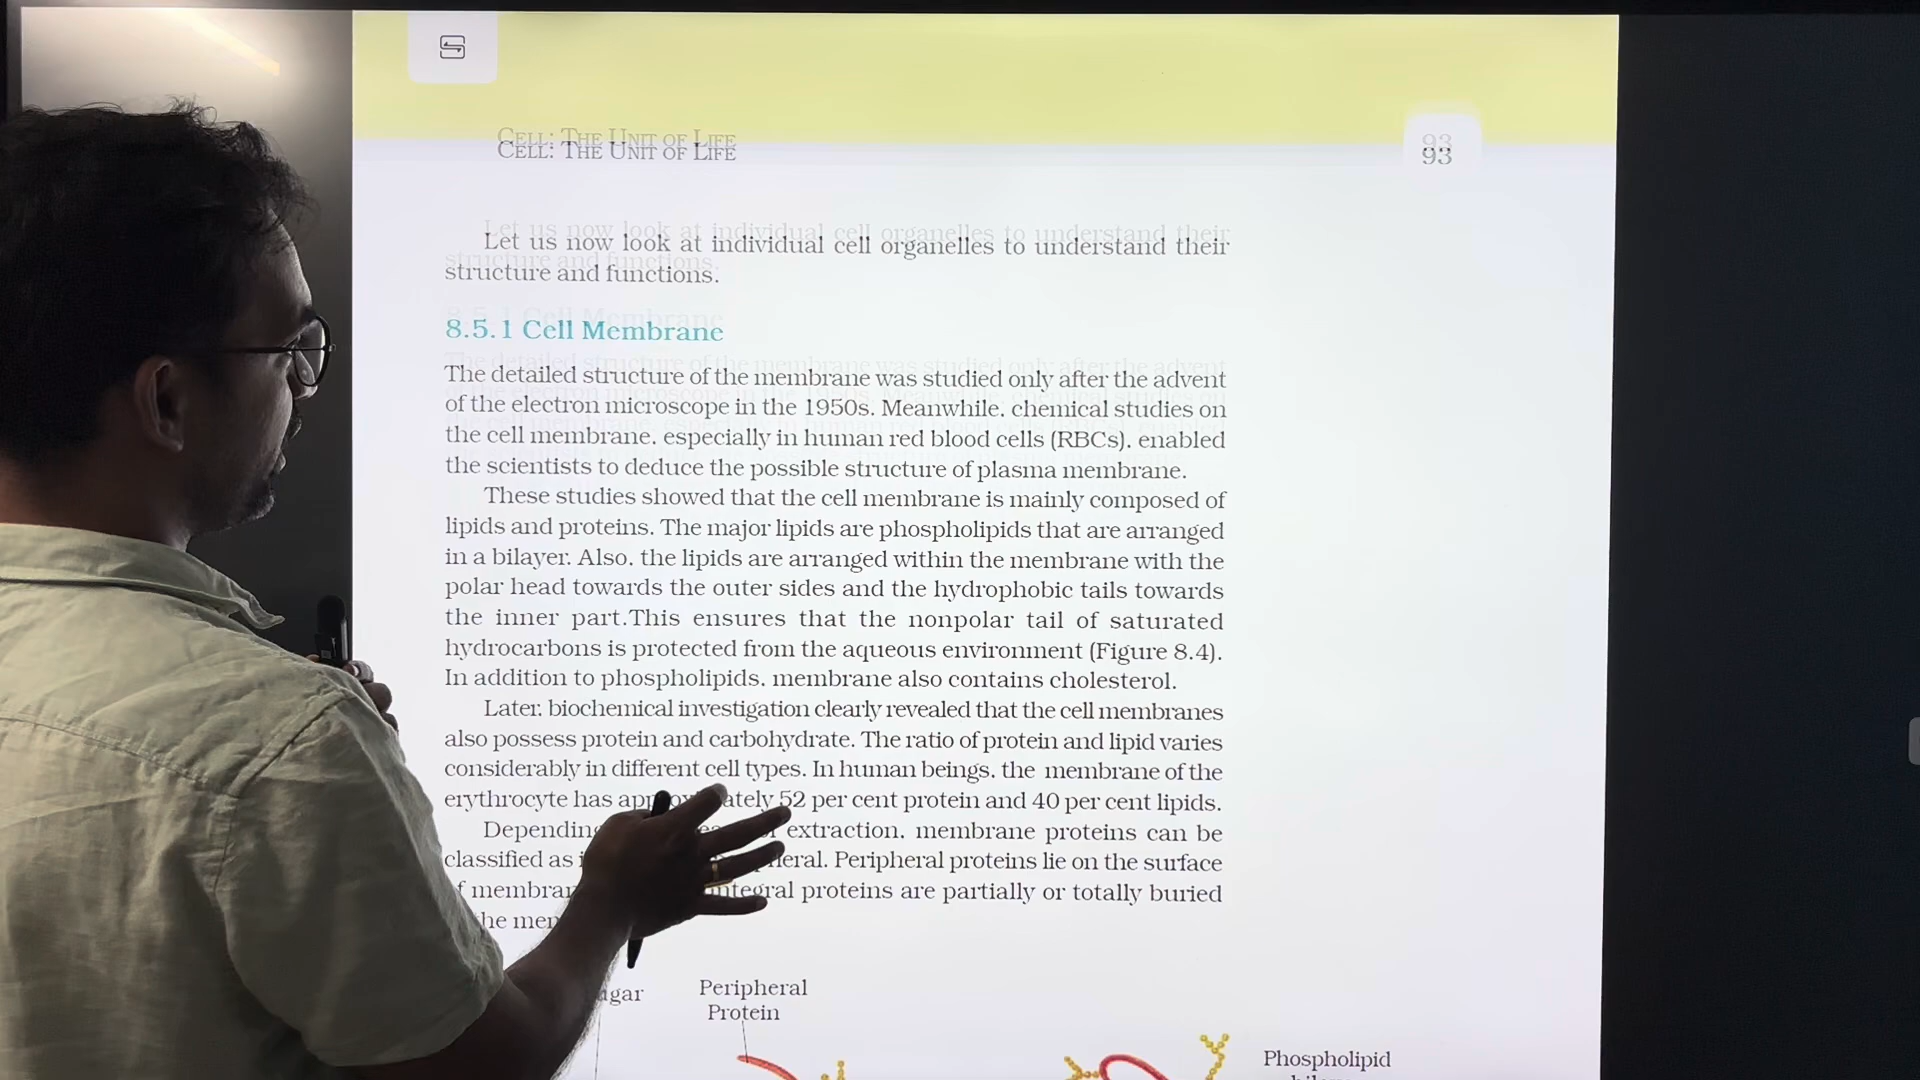 CELL: THE UNIT OF LIFE
93
Let us now look at individual cell organelles to understand their
structure and functions.
8.5.1 Cell Membrane
The detailed structure of the membrane was studied only after the advent
of the electron microscope in the 1950s. Meanwhile, chemical studies on
the cell membrane, especially in human red blood cells (RBCs), enabled
the scientists to deduce the possible structure of plasma membrane.
These studies showed that the cell membrane is mainly composed of
lipids and proteins. The major lipids are phospholipids that are arranged
in a bilayer. Also, the lipids are arranged within the membrane with the
polar head towards the outer sides and the hydrophobic tails towards
the inner part.This ensures that the nonpolar tail of saturated
hydrocarbons is protected from the aqueous environment (Figure 8.4).
In addition to phospholipids, membrane also contains cholesterol.
Later, biochemical investigation clearly revealed that the cell membranes
also possess protein and carbohydrate. The ratio of protein and lipid varies
considerably in different cell types. In human beings, the membrane of the
erythrocyte has approximately 52 per cent protein and 40 per cent lipids.
Depending extraction, membrane proteins can be
classified as Peripheral proteins lie on the surface
integral proteins are partially or totally buried
Peripheral
Protein
Phospholipid